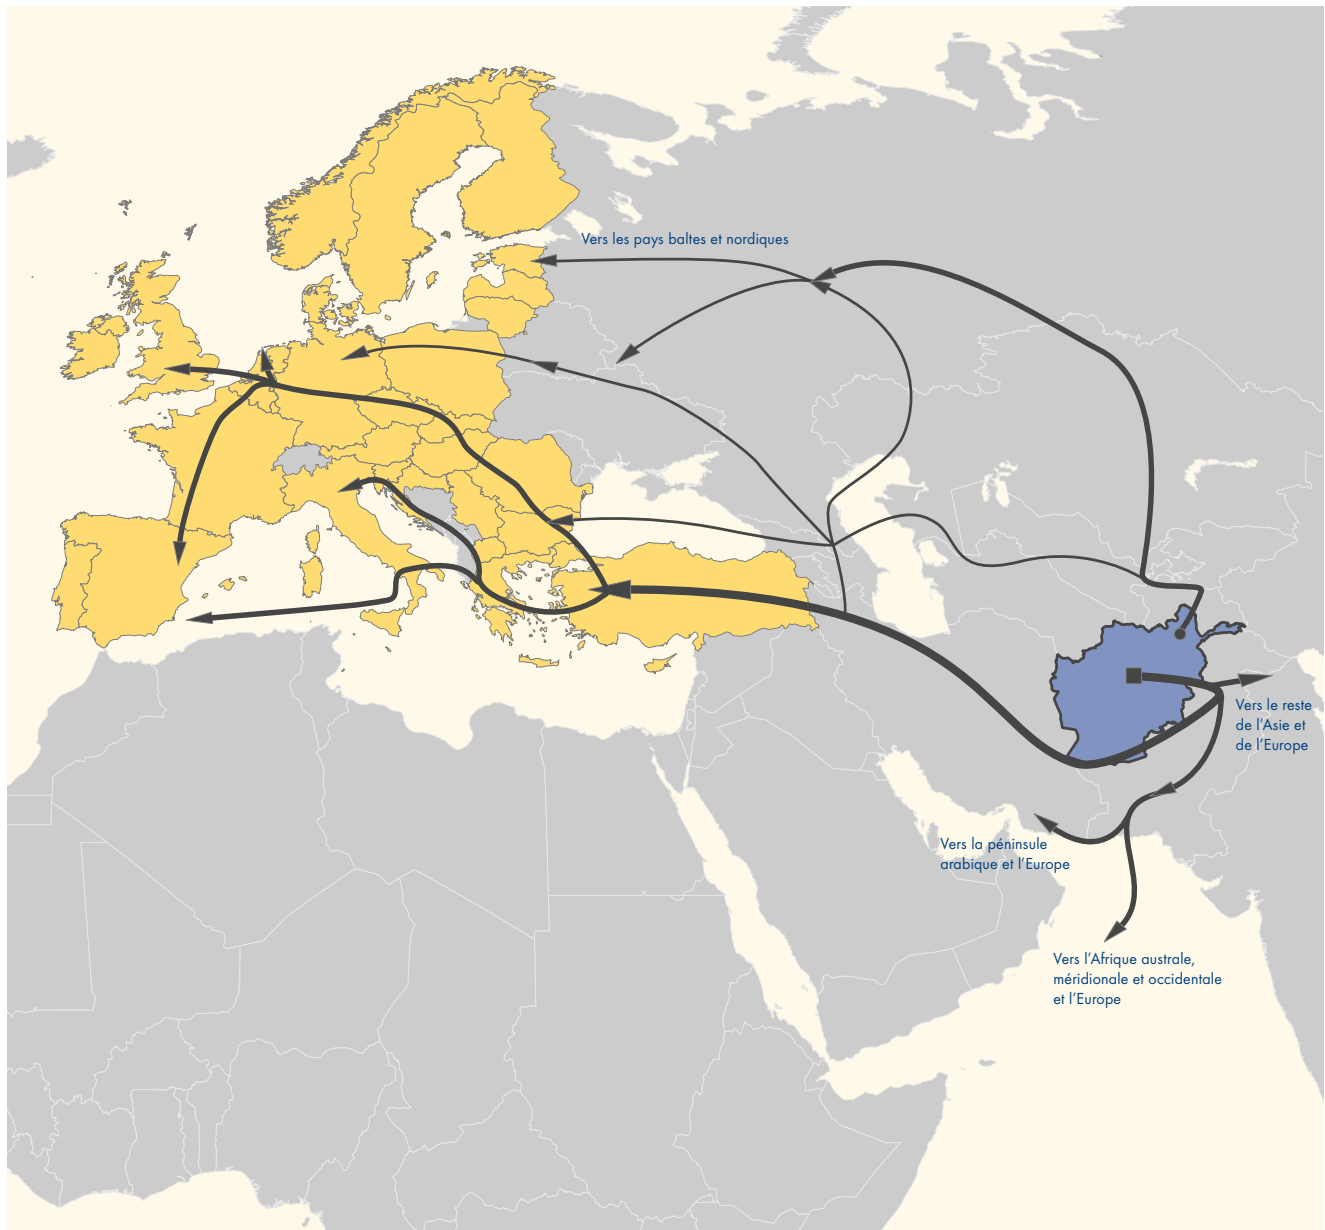 Vers les pays baltes et nordiques
Vers le reste
de l'Asie et
de l'Europe
Vers la péninsule
arabique et l'Europe
Vers l'Afrique australe,
méridionale et occidentale
et l'Europe